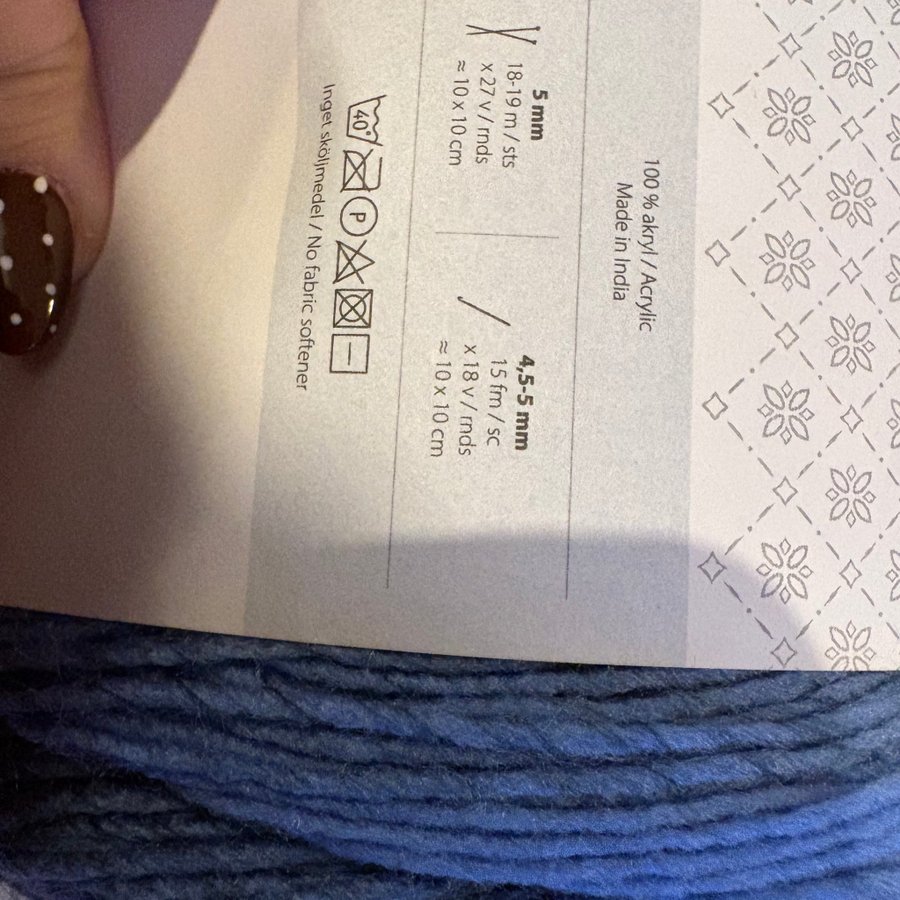 100 % akryl / Acrylic
Made in India
5 mm
18-19 m / sts
x 27 v / rnds
≈ 10 x 10 cm
4,5-5 mm
15 fm / sc
x 18 v / rnds
≈ 10 x 10 cm
40°
P
Inget sköljmedel / No fabric softener